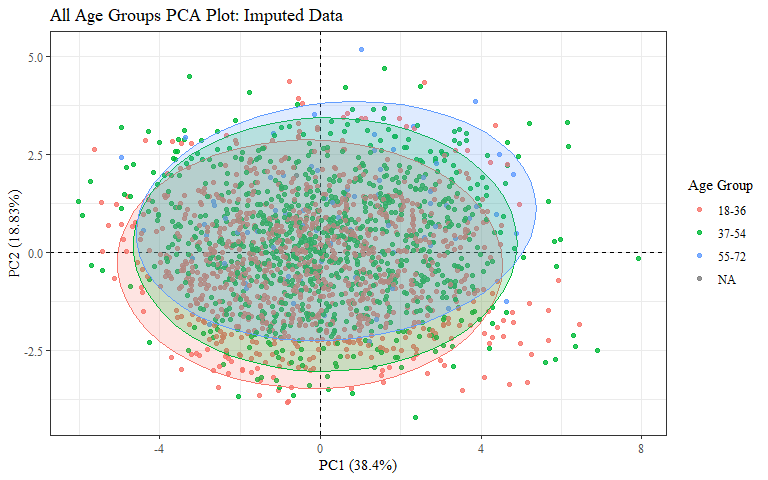 All Age Groups PCA Plot: Imputed Data
5.0
2.5
0.0
-2.5
PC2 (18.83%)
-4
0
4
8
PC1 (38.4%)
Age Group
18-36
37-54
55-72
NA